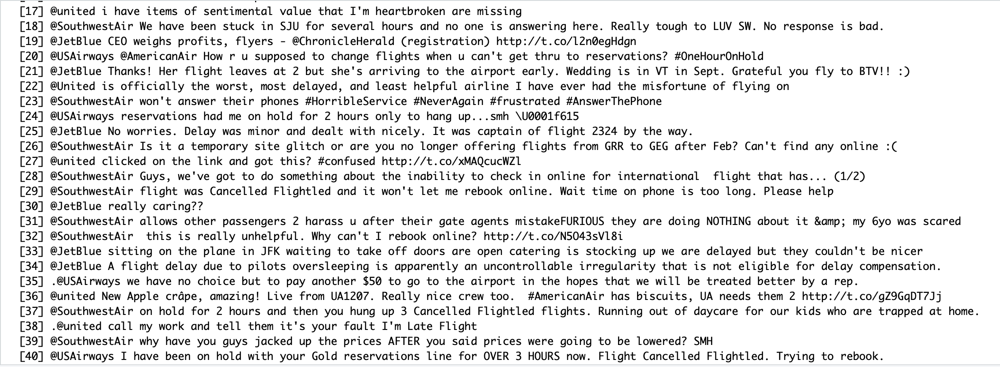 [17] @united i have items of sentimental value that I'm heartbroken are missing
[18] @SouthwestAir We have been stuck in SJU for several hours and no one is answering here. Really tough to LUV SW. No response is bad.
[19] @JetBlue CEO weighs profits, flyers - @ChronicleHerald (registration) http://t.co/l2n0egHdgn
[20] @USAirways @AmericanAir How r u supposed to change flights when u can't get thru to reservations? #OneHourOnHold
[21] @JetBlue Thanks! Her flight leaves at 2 but she's arriving to the airport early. Wedding is in VT in Sept. Grateful you fly to BTV!! :)
[22] @United is officially the worst, most delayed, and least helpful airline I have ever had the misfortune of flying on
[23] @SouthwestAir won't answer their phones #HorribleService #NeverAgain #frustrated #AnswerThePhone
[24] @USAirways reservations had me on hold for 2 hours only to hang up...smh \U0001f615
[25] @JetBlue No worries. Delay was minor and dealt with nicely. It was captain of flight 2324 by the way.
[26] @SouthwestAir Is it a temporary site glitch or are you no longer offering flights from GRR to GEG after Feb? Can't find any online :(
[27] @united clicked on the link and got this? #confused http://t.co/xMAQcucWZl
[28] @SouthwestAir Guys, we've got to do something about the inability to check in online for international  flight that has... (1/2)
[29] @SouthwestAir flight was Cancelled Flightled and it won't let me rebook online. Wait time on phone is too long. Please help
[30] @JetBlue really caring??
[31] @SouthwestAir allows other passengers 2 harass u after their gate agents mistakeFURIOUS they are doing NOTHING about it &amp; my 6yo was scared
[32] @SouthwestAir  this is really unhelpful. Why can't I rebook online? http://t.co/N5O43sVl8i
[33] @JetBlue sitting on the plane in JFK waiting to take off doors are open catering is stocking up we are delayed but they couldn't be nicer
[34] @JetBlue A flight delay due to pilots oversleeping is apparently an uncontrollable irregularity that is not eligible for delay compensation.
[35] .@USAirways we have no choice but to pay another $50 to go to the airport in the hopes that we will be treated better by a rep.
[36] @united New Apple crâpe, amazing! Live from UA1207. Really nice crew too.  #AmericanAir has biscuits, UA needs them 2 http://t.co/gZ9GqDT7Jj
[37] @SouthwestAir on hold for 2 hours and then you hung up 3 Cancelled Flightled flights. Running out of daycare for our kids who are trapped at home.
[38] .@united call my work and tell them it's your fault I'm Late Flight
[39] @SouthwestAir why have you guys jacked up the prices AFTER you said prices were going to be lowered? SMH
[40] @USAirways I have been on hold with your Gold reservations line for OVER 3 HOURS now. Flight Cancelled Flightled. Trying to rebook.